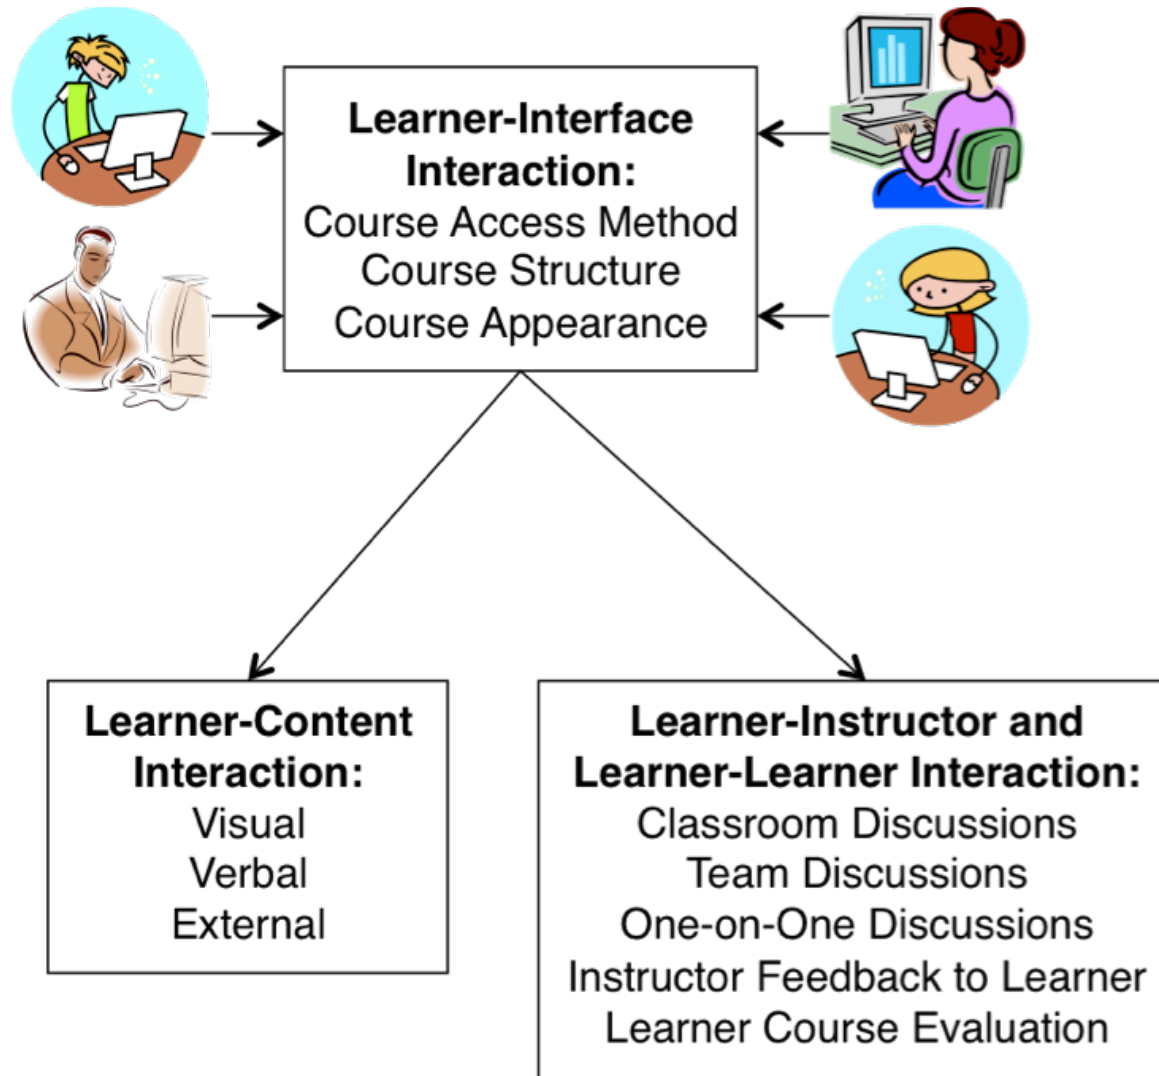 Learner-Interface
Interaction:
Course Access Method
Course Structure
Course Appearance
Learner-Content
Interaction:
Visual
Verbal
External
Learner-Instructor and
Learner-Learner Interaction:
Classroom Discussions
Team Discussions
One-on-One Discussions
Instructor Feedback to Learner
Learner Course Evaluation